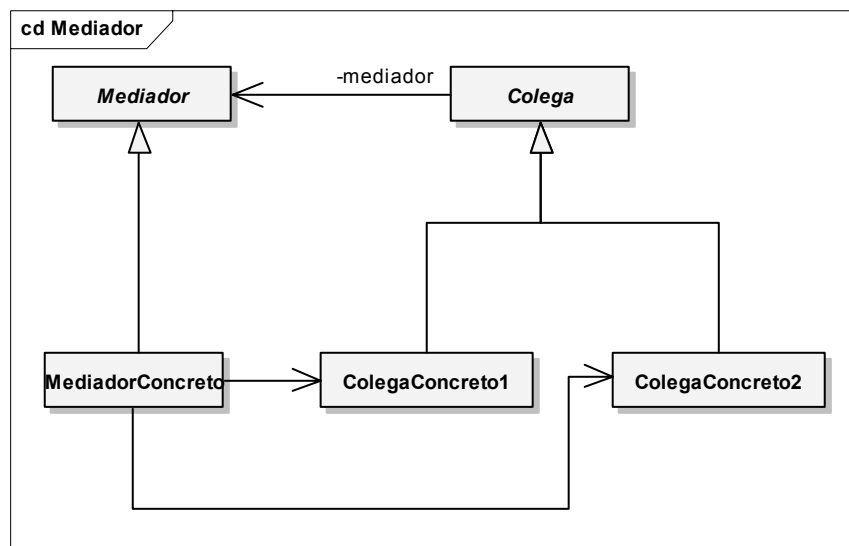 cd Mediador
Mediador
-mediador
Colega
MediadorConcreto
ColegaConcreto1
ColegaConcreto2